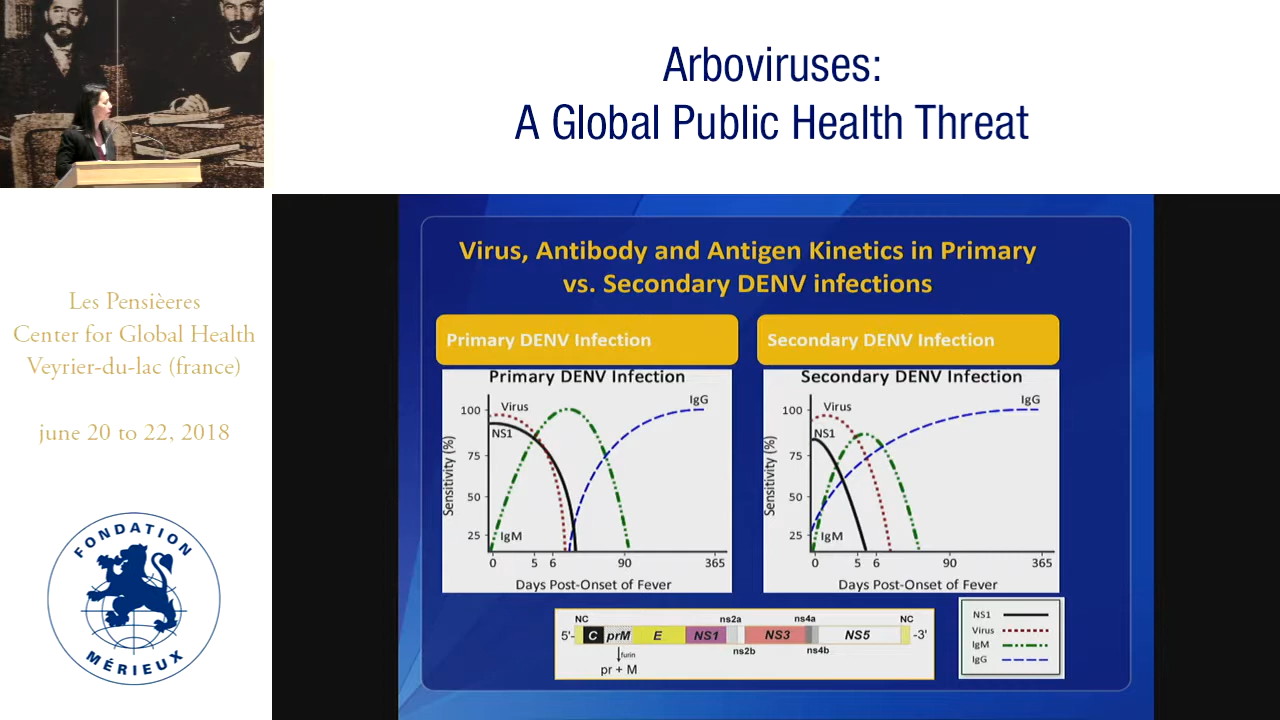 Arboviruses:
A Global Public Health Threat
Les Pensièeres
Center for Global Health
Veyrier-du-lac (france)
june 20 to 22, 2018
FONDATION
MÉRIEUX
Virus, Antibody and Antigen Kinetics in Primary
vs. Secondary DENV infections
Primary DENV Infection
Primary DENV Infection
Sensitivity (%)
100
75
50
25
Virus
NS1
IgM
IgG
0 5 6 90 365
Days Post-Onset of Fever
Secondary DENV Infection
Secondary DENV Infection
Sensitivity (%)
100
75
50
25
Virus
NS1
IgM
IgG
0 5 6 90 365
Days Post-Onset of Fever
NC ns2a ns4a NC
5'- C prM E NS1 NS3 NS5 -3'
furin ns2b ns4b
pr + M
NS1
Virus
IgM
IgG